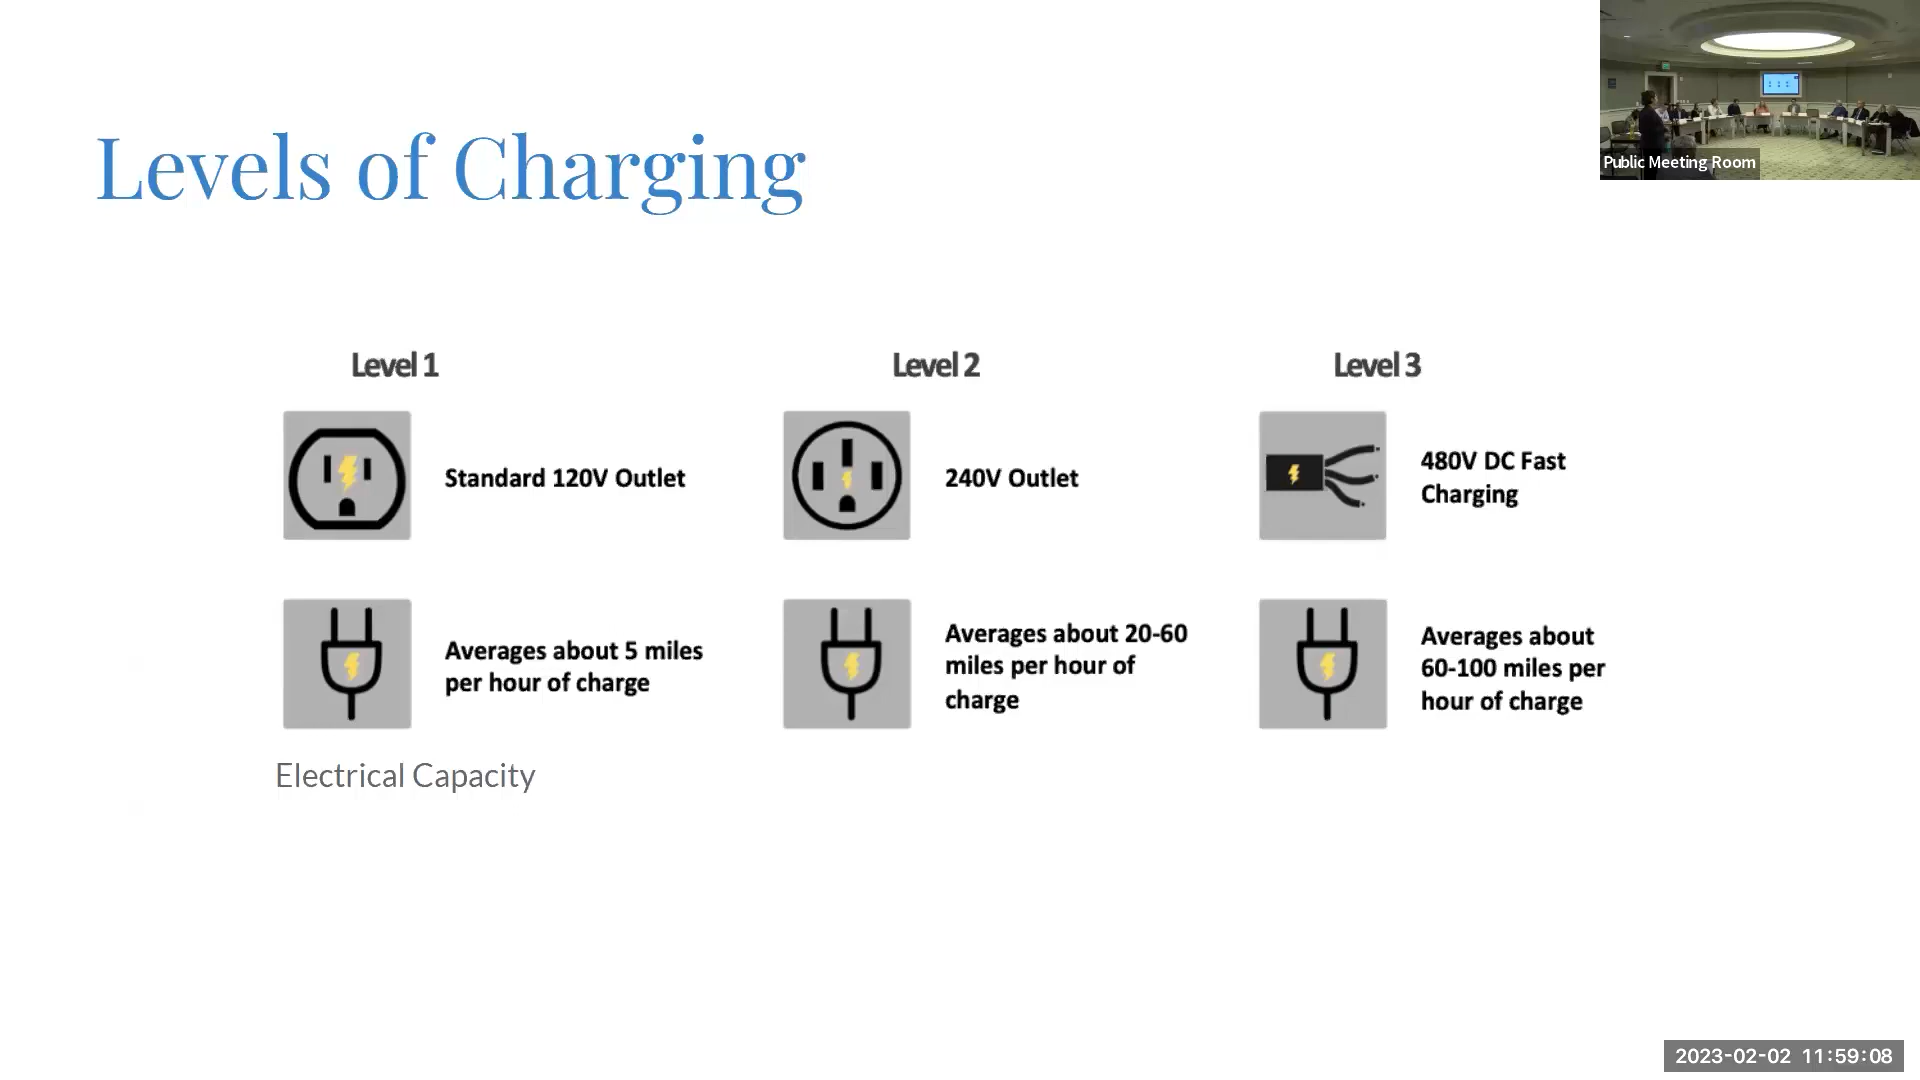 Public Meeting Room
Levels of Charging
Level 1
Standard 120V Outlet
Averages about 5 miles
per hour of charge
Level 2
240V Outlet
Averages about 20-60
miles per hour of
charge
Level 3
480V DC Fast
Charging
Averages about
60-100 miles per
hour of charge
Electrical Capacity
2023-02-02 11:59:08